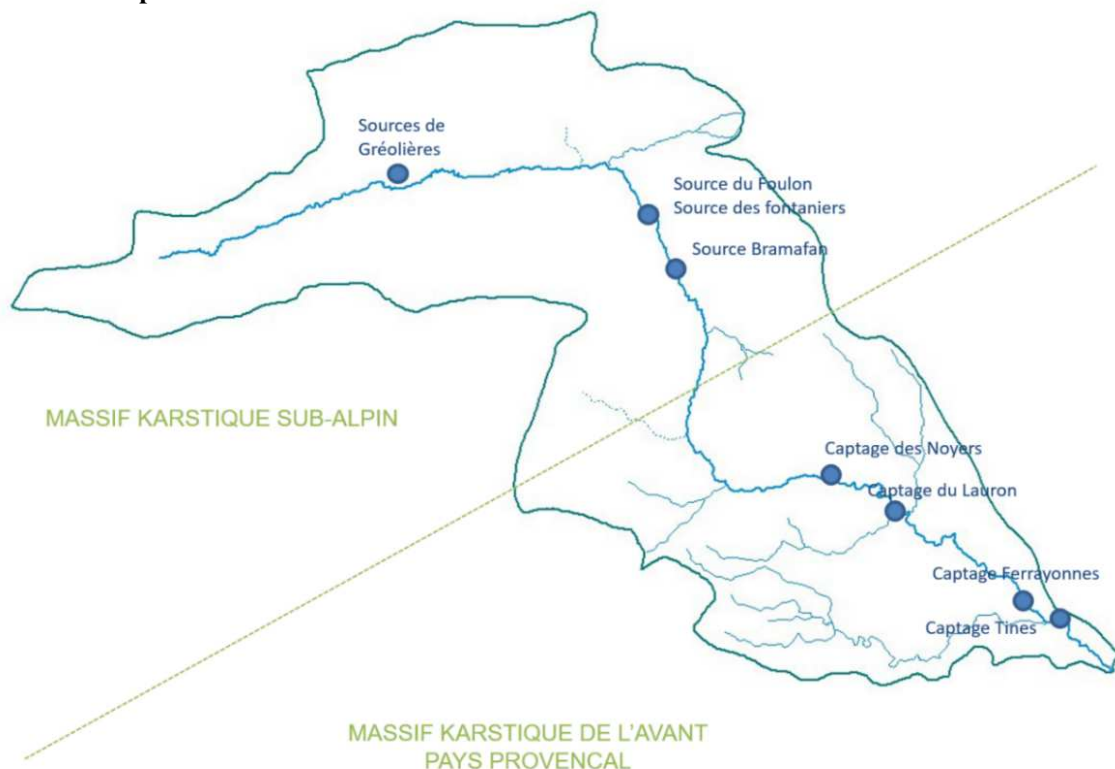 Sources de
Gréolières
Source du Foulon
Source des fontaniers
Source Bramafan
MASSIF KARSTIQUE SUB-ALPIN
Captage des Noyers
Captage du Lauron
Captage Ferrayonnes
Captage Tines
MASSIF KARSTIQUE DE L'AVANT
PAYS PROVENCAL